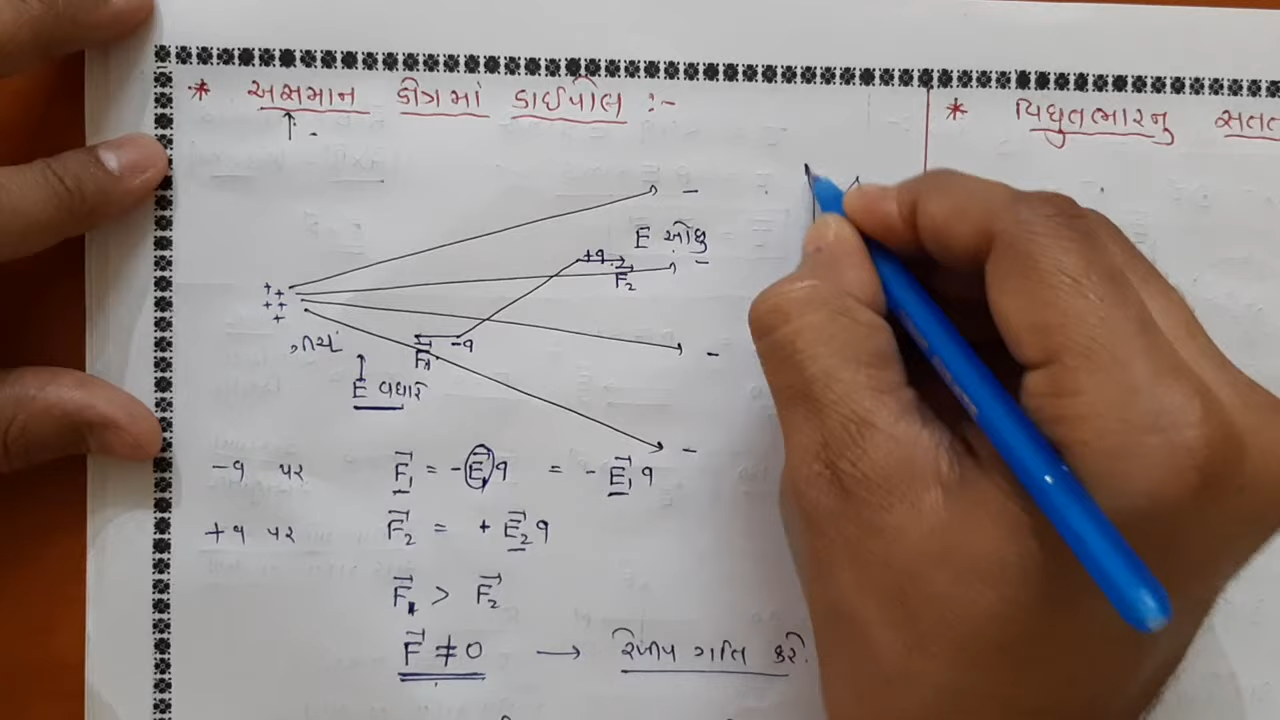 * અસમાન ક્ષેત્રમાં ડાઈપોલ :-
* વિદ્યુતભારનુ સતત
E ઓછુ
+q
F₂
-q
F₁
E વધારે
-q પર F₁ = -E₁q = - E₁q
+q પર F₂ = + E₂q
F₁ > F₂
F ≠ 0 → રેખીય ગતિ કરે.